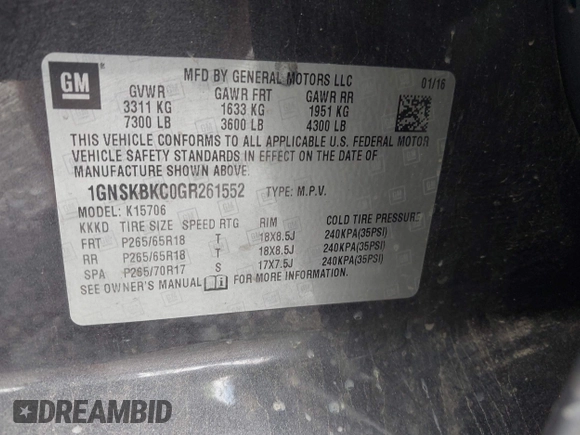 GM
MFD BY GENERAL MOTORS LLC
01/16
GVWR GAWR FRT GAWR RR
3311 KG 1633 KG 1951 KG
7300 LB 3600 LB 4300 LB
THIS VEHICLE CONFORMS TO ALL APPLICABLE U.S. FEDERAL MOTOR
VEHICLE SAFETY STANDARDS IN EFFECT ON THE DATE OF
MANUFACTURE SHOWN ABOVE.
1GNSKBKC0GR261552 TYPE: M.P.V.
MODEL: K15706
KKKD TIRE SIZE SPEED RTG RIM COLD TIRE PRESSURE
FRT P265/65R18 T 18X8.5J 240KPA(35PSI)
RR P265/65R18 T 18X8.5J 240KPA(35PSI)
SPA P265/70R17 S 17X7.5J 240KPA(35PSI)
SEE OWNER'S MANUAL FOR MORE INFORMATION.
DREAMBID